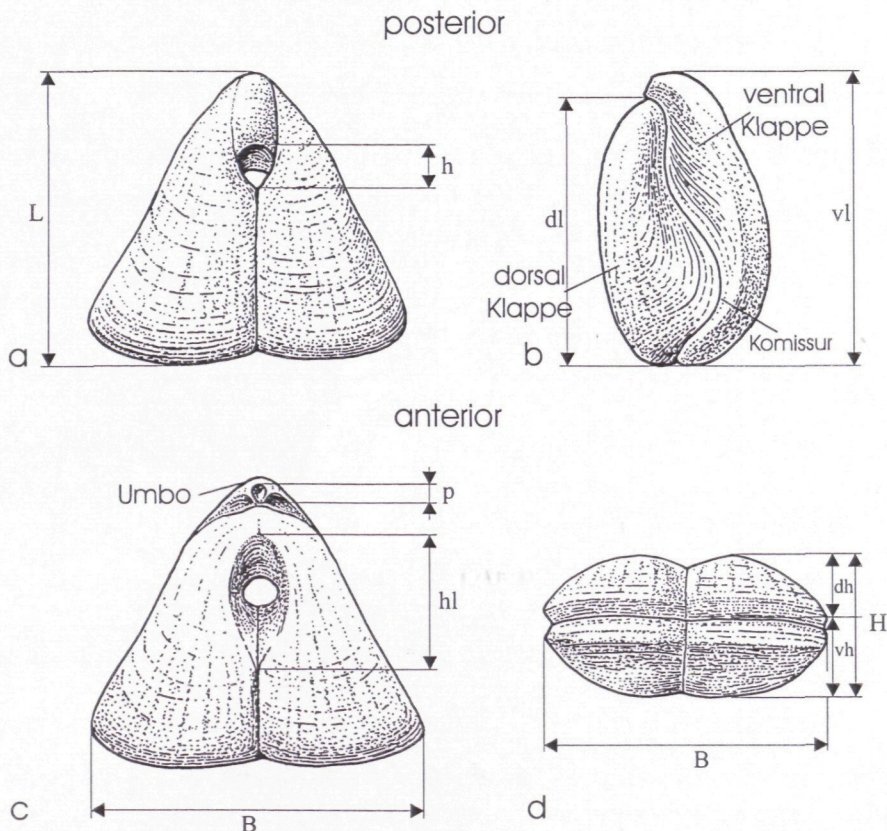 posterior
L
h
a
dl
ventral
Klappe
vl
dorsal
Klappe
Komissur
b
anterior
Umbo
p
hl
B
c
dh
H
vh
B
d